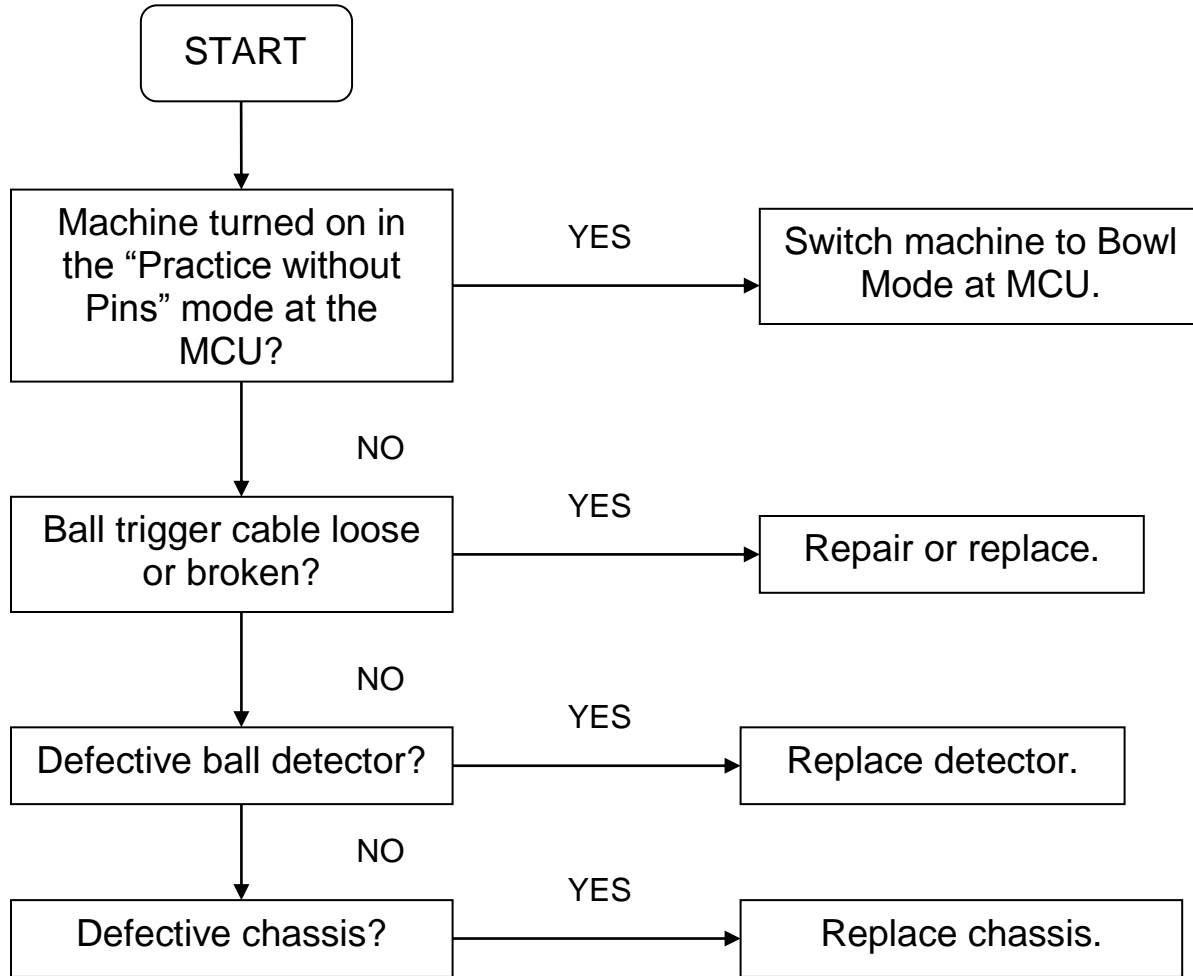 START
Machine turned on in
the “Practice without
Pins” mode at the
MCU?
YES
Switch machine to Bowl
Mode at MCU.
NO
Ball trigger cable loose
or broken?
YES
Repair or replace.
NO
Defective ball detector?
YES
Replace detector.
NO
Defective chassis?
YES
Replace chassis.